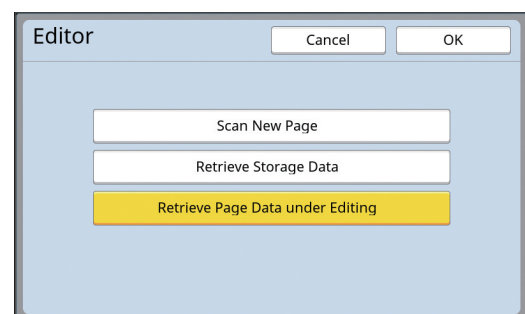 Editor
Cancel
OK
Scan New Page
Retrieve Storage Data
Retrieve Page Data under Editing